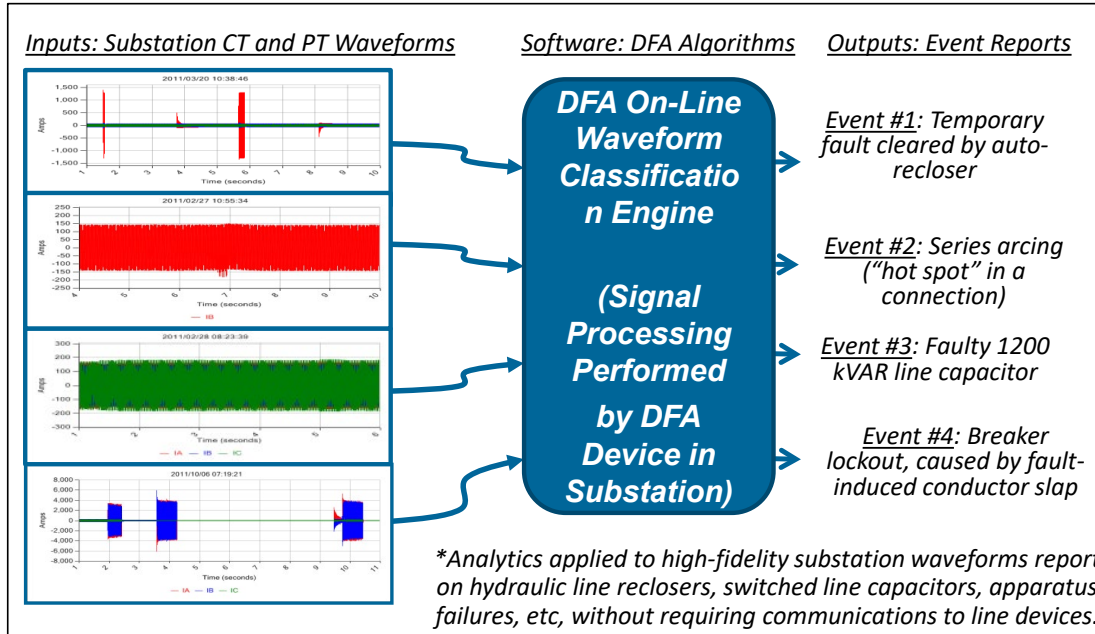 Inputs: Substation CT and PT Waveforms
Software: DFA Algorithms
Outputs: Event Reports
2011/03/20 10:38:46
Amps
1,500
1,000
500
0
-500
-1,000
-1,500
1 2 3 4 5 6 7 8 9 10
Time (seconds)
2011/02/27 10:55:34
Amps
250
200
150
100
50
0
-50
-100
-150
-200
-250
4 5 6 7 8 9 10
Time (seconds)
IB
2011/02/28 08:23:39
Amps
300
200
100
0
-100
-200
-300
1 2 3 4 5 6
Time (seconds)
IA IB IC
2011/10/06 07:19:21
Amps
8,000
6,000
4,000
2,000
0
-2,000
-4,000
-6,000
-8,000
1 2 3 4 5 6 7 8 9 10 11
Time (seconds)
IA IB IC
DFA On-Line
Waveform
Classificatio
n Engine
(Signal
Processing
Performed
by DFA
Device in
Substation)
Event #1: Temporary
fault cleared by auto-
recloser
Event #2: Series arcing
(“hot spot” in a
connection)
Event #3: Faulty 1200
kVAR line capacitor
Event #4: Breaker
lockout, caused by fault-
induced conductor slap
*Analytics applied to high-fidelity substation waveforms report
on hydraulic line reclosers, switched line capacitors, apparatus
failures, etc, without requiring communications to line devices.